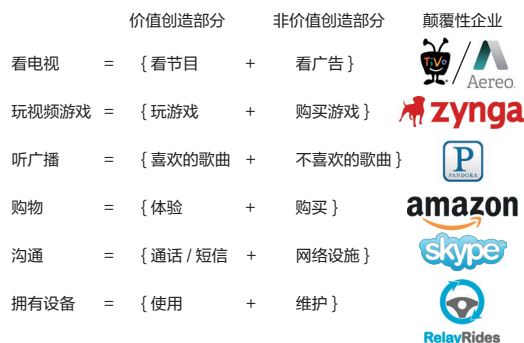 价值创造部分 非价值创造部分 颠覆性企业
看电视 = { 看节目 + 看广告 } TiVo / Aereo
玩视频游戏 = { 玩游戏 + 购买游戏 } zynga
听广播 = { 喜欢的歌曲 + 不喜欢的歌曲 } P PANDORA
购物 = { 体验 + 购买 } amazon
沟通 = { 通话 / 短信 + 网络设施 } skype
拥有设备 = { 使用 + 维护 }
RelayRides